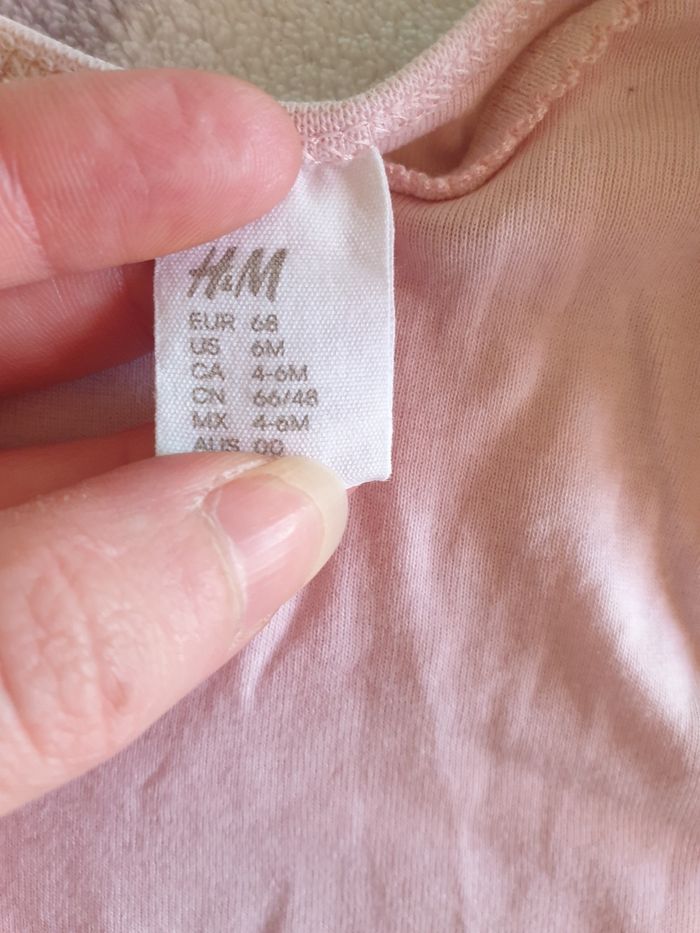 H&M
EUR 68
US 6M
CA 4-6M
CN 66/48
MX 4-6M
AUS 00